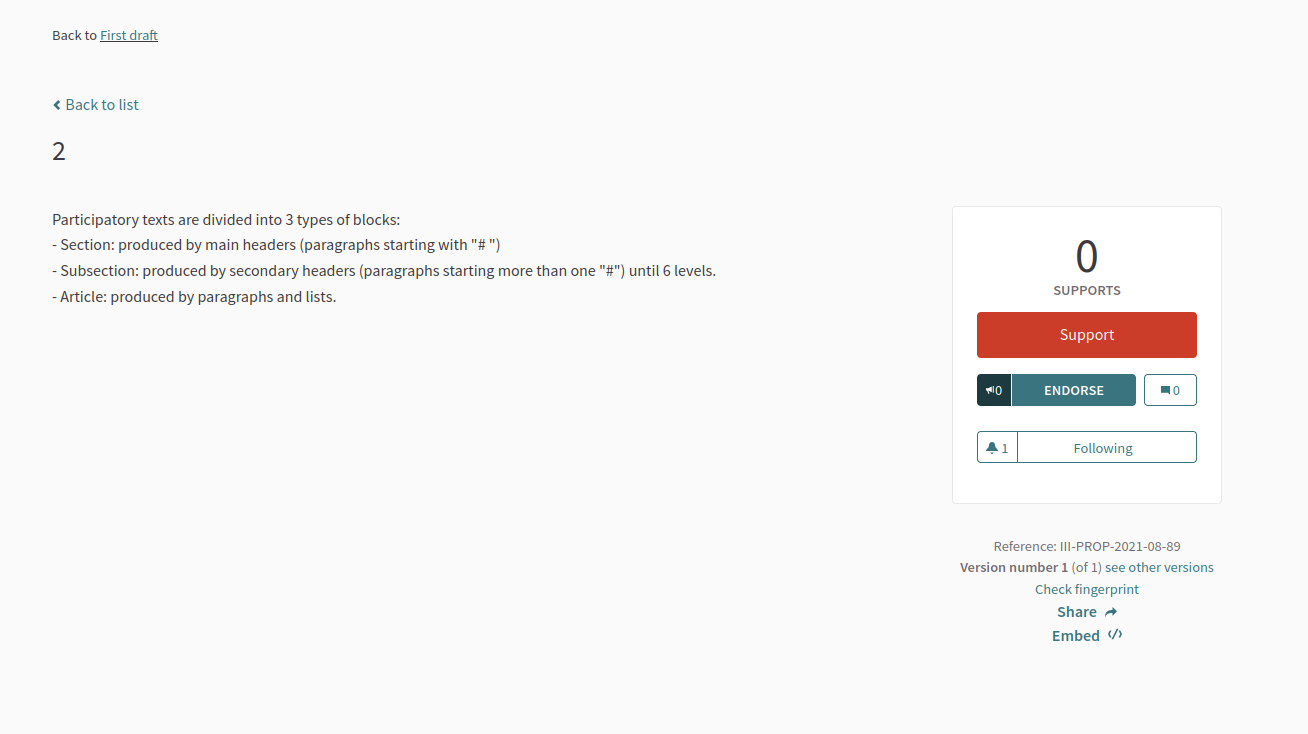 Back to First draft
Back to list
2
Participatory texts are divided into 3 types of blocks:
- Section: produced by main headers (paragraphs starting with "# ")
- Subsection: produced by secondary headers (paragraphs starting more than one "#") until 6 levels.
- Article: produced by paragraphs and lists.
0
SUPPORTS
Support
0 ENDORSE 0
1 Following
Reference: III-PROP-2021-08-89
Version number 1 (of 1) see other versions
Check fingerprint
Share
Embed